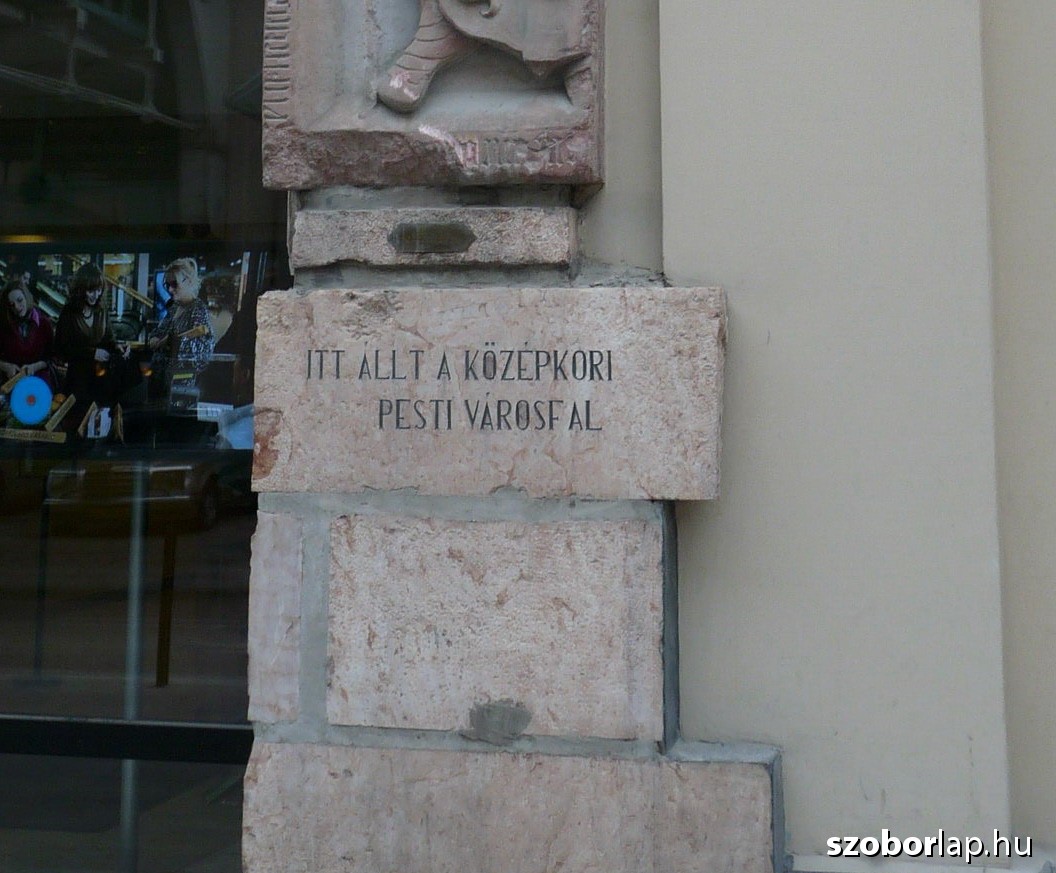 ITT ÁLLT A KÖZÉPKORI
PESTI VÁROSFAL
szoborlap.hu